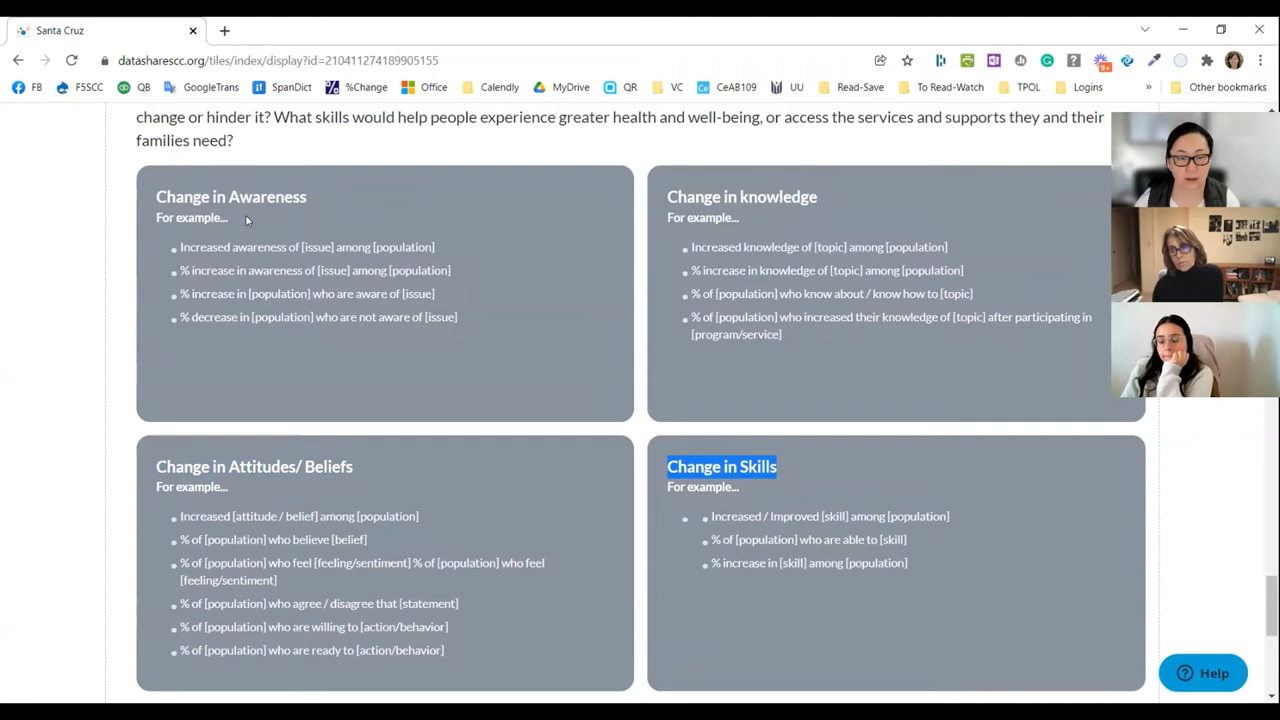 Santa Cruz
datasharescc.org/tiles/index/display?id=210411274189905155
FB
F5SCC
QB
GoogleTrans
SpanDict
%Change
Office
Calendly
MyDrive
QR
VC
CeAB109
UU
Read-Save
To Read-Watch
TPOL
Logins
»
Other bookmarks
9+
change or hinder it? What skills would help people experience greater health and well-being, or access the services and supports they and their
families need?
Change in Awareness
For example...
Increased awareness of [issue] among [population]
% increase in awareness of [issue] among [population]
% increase in [population] who are aware of [issue]
% decrease in [population] who are not aware of [issue]
Change in knowledge
For example...
Increased knowledge of [topic] among [population]
% increase in knowledge of [topic] among [population]
% of [population] who know about / know how to [topic]
% of [population] who increased their knowledge of [topic] after participating in
[program/service]
Change in Attitudes/ Beliefs
For example...
Increased [attitude / belief] among [population]
% of [population] who believe [belief]
% of [population] who feel [feeling/sentiment] % of [population] who feel
[feeling/sentiment]
% of [population] who agree / disagree that [statement]
% of [population] who are willing to [action/behavior]
% of [population] who are ready to [action/behavior]
Change in Skills
For example...
Increased / Improved [skill] among [population]
% of [population] who are able to [skill]
% increase in [skill] among [population]
Help